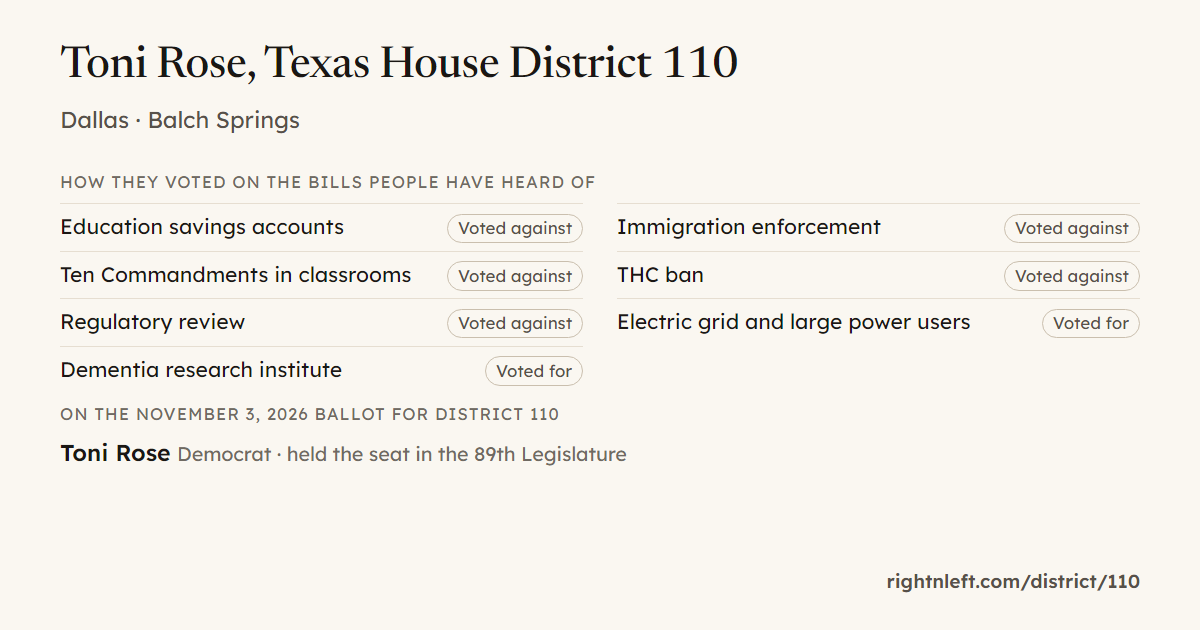 Toni Rose, Texas House District 110
Dallas · Balch Springs
HOW THEY VOTED ON THE BILLS PEOPLE HAVE HEARD OF
Education savings accounts Voted against
Ten Commandments in classrooms Voted against
Regulatory review Voted against
Dementia research institute Voted for
Immigration enforcement Voted against
THC ban Voted against
Electric grid and large power users Voted for
ON THE NOVEMBER 3, 2026 BALLOT FOR DISTRICT 110
Toni Rose Democrat · held the seat in the 89th Legislature
rightnleft.com/district/110